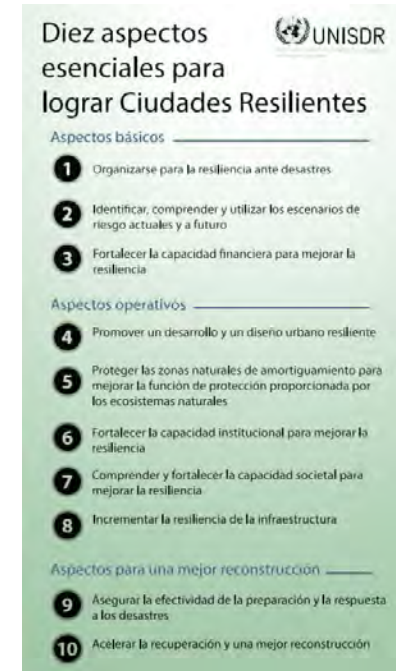 Diez aspectos
UNISDR
esenciales para
lograr Ciudades Resilientes
Aspectos básicos
1 Organizarse para la resiliencia ante desastres
2 Identificar, comprender y utilizar los escenarios de
riesgo actuales y a futuro
3 Fortalecer la capacidad financiera para mejorar la
resiliencia
Aspectos operativos
4 Promover un desarrollo y un diseño urbano resiliente
5 Proteger las zonas naturales de amortiguamiento para
mejorar la función de protección proporcionada por
los ecosistemas naturales
6 Fortalecer la capacidad institucional para mejorar la
resiliencia
7 Comprender y fortalecer la capacidad societal para
mejorar la resiliencia
8 Incrementar la resiliencia de la infraestructura
Aspectos para una mejor reconstrucción
9 Asegurar la efectividad de la preparación y la respuesta
a los desastres
10 Acelerar la recuperación y una mejor reconstrucción